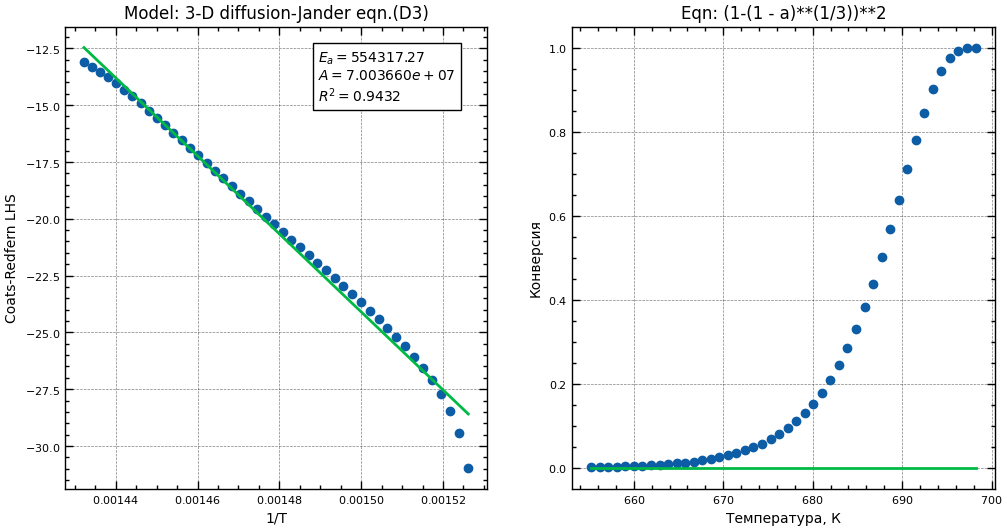 Model: 3-D diffusion-Jander eqn.(D3)
Eₐ = 554317.27
A = 7.003660e + 07
R² = 0.9432
Coats-Redfern LHS
−12.5
−15.0
−17.5
−20.0
−22.5
−25.0
−27.5
−30.0
0.00144 0.00146 0.00148 0.00150 0.00152
1/T
Eqn: (1-(1 - a)**(1/3))**2
Конверсия
1.0
0.8
0.6
0.4
0.2
0.0
660 670 680 690 700
Температура, К